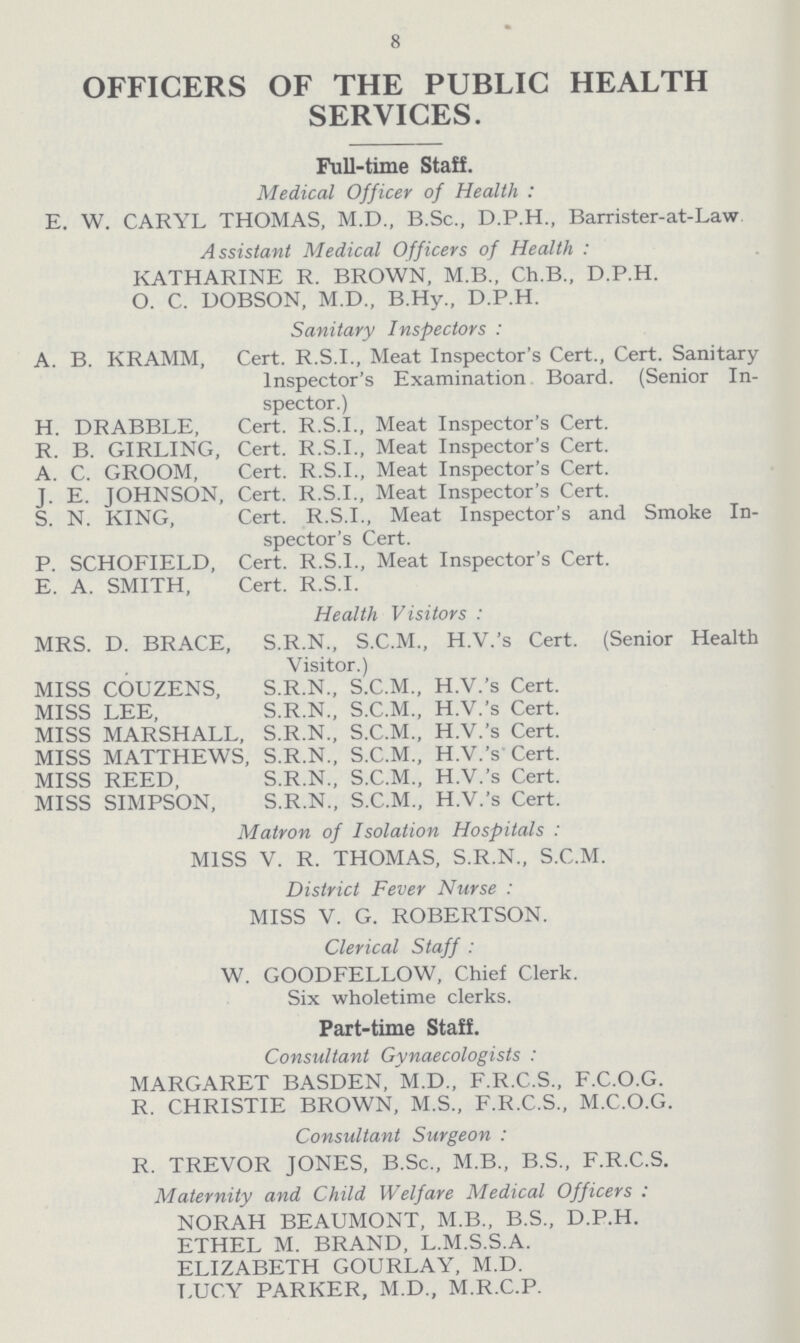 8
OFFICERS OF THE PUBLIC HEALTH
SERVICES.
Full-time Staff.
Medical Officer of Health :
E. W. CARYL THOMAS, M.D., B.Sc., D.P.H., Barrister-at-Law.
Assistant Medical Officers of Health :
KATHARINE R. BROWN, M.B., Ch.B., D.P.H.
O. C. DOBSON, M.D., B.Hy., D.P.H.
Sanitary Inspectors :
A. B. KRAMM, Cert. R.S.I., Meat Inspector's Cert., Cert. Sanitary
Inspector's Examination Board. (Senior In-
spector.)
H. DRABBLE, Cert. R.S.I., Meat Inspector's Cert.
R. B. GIRLING, Cert. R.S.I., Meat Inspector's Cert.
A. C. GROOM, Cert. R.S.I., Meat Inspector's Cert.
J. E. JOHNSON, Cert. R.S.I., Meat Inspector's Cert.
S. N. KING, Cert. R.S.I., Meat Inspector's and Smoke In-
spector's Cert.
P. SCHOFIELD, Cert. R.S.I., Meat Inspector's Cert.
E. A. SMITH, Cert. R.S.I.
Health Visitors :
MRS. D. BRACE, S.R.N., S.C.M., H.V.'s Cert. (Senior Health
Visitor.)
MISS COUZENS, S.R.N., S.C.M., H.V.'s Cert.
MISS LEE, S.R.N., S.C.M., H.V.'s Cert.
MISS MARSHALL, S.R.N., S.C.M., H.V.'s Cert.
MISS MATTHEWS, S.R.N., S.C.M., H.V.'s Cert.
MISS REED, S.R.N., S.C.M., H.V.'s Cert.
MISS SIMPSON, S.R.N., S.C.M., H.V.'s Cert.
Matron of Isolation Hospitals :
MISS V. R. THOMAS, S.R.N., S.C.M.
District Fever Nurse :
MISS V. G. ROBERTSON.
Clerical Staff :
W. GOODFELLOW, Chief Clerk.
Six wholetime clerks.
Part-time Staff.
Consultant Gynaecologists :
MARGARET BASDEN, M.D., F.R.C.S., F.C.O.G.
R. CHRISTIE BROWN, M.S., F.R.C.S., M.C.O.G.
Consultant Surgeon :
R. TREVOR JONES, B.Sc., M.B., B.S., F.R.C.S.
Maternity and Child Welfare Medical Officers :
NORAH BEAUMONT, M.B., B.S., D.P.H.
ETHEL M. BRAND, L.M.S.S.A.
ELIZABETH GOURLAY, M.D.
LUCY PARKER, M.D., M.R.C.P.